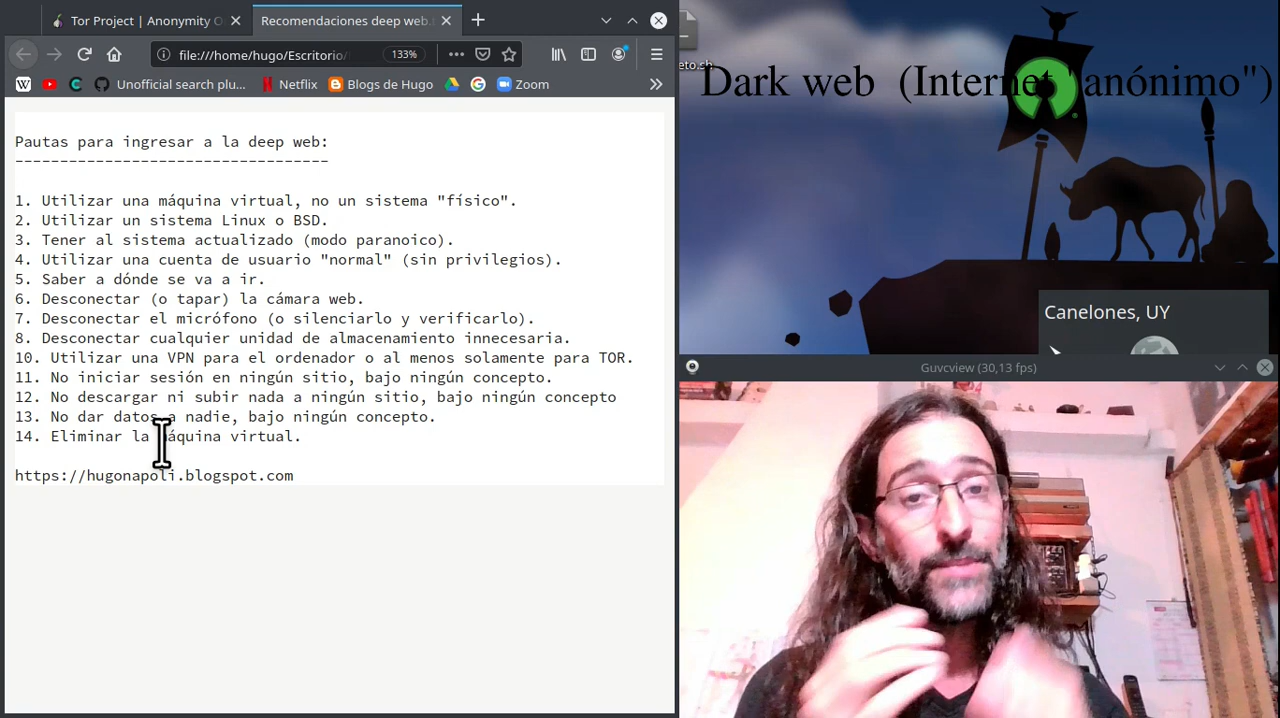 Tor Project | Anonymity O
Recomendaciones deep web.
file:///home/hugo/Escritorio/
133%
Unofficial search plu...
Netflix
Blogs de Hugo
Zoom
Pautas para ingresar a la deep web:
-----------------------------------
1. Utilizar una máquina virtual, no un sistema "físico".
2. Utilizar un sistema Linux o BSD.
3. Tener al sistema actualizado (modo paranoico).
4. Utilizar una cuenta de usuario "normal" (sin privilegios).
5. Saber a dónde se va a ir.
6. Desconectar (o tapar) la cámara web.
7. Desconectar el micrófono (o silenciarlo y verificarlo).
8. Desconectar cualquier unidad de almacenamiento innecesaria.
10. Utilizar una VPN para el ordenador o al menos solamente para TOR.
11. No iniciar sesión en ningún sitio, bajo ningún concepto.
12. No descargar ni subir nada a ningún sitio, bajo ningún concepto
13. No dar datos a nadie, bajo ningún concepto.
14. Eliminar la máquina virtual.
https://hugonapoli.blogspot.com
eto.sh
Dark web (Internet "anónimo")
Canelones, UY
Guvcview (30,13 fps)